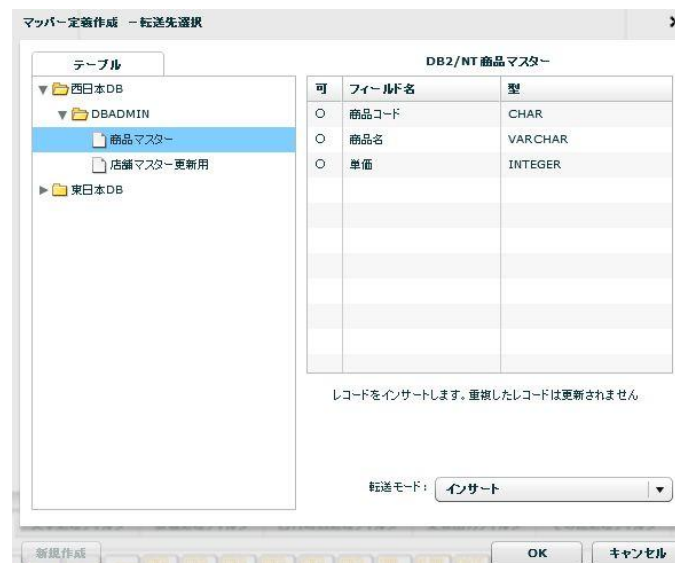 マッパー定義作成 －転送先選択
テーブル
西日本DB
DBADMIN
商品マスター
店舗マスター更新用
東日本DB
DB2/NT 商品マスター
可 フィールド名 型
○ 商品コード CHAR
○ 商品名 VARCHAR
○ 単価 INTEGER
レコードをインサートします。重複したレコードは更新されません
転送モード： インサート
新規作成
OK キャンセル